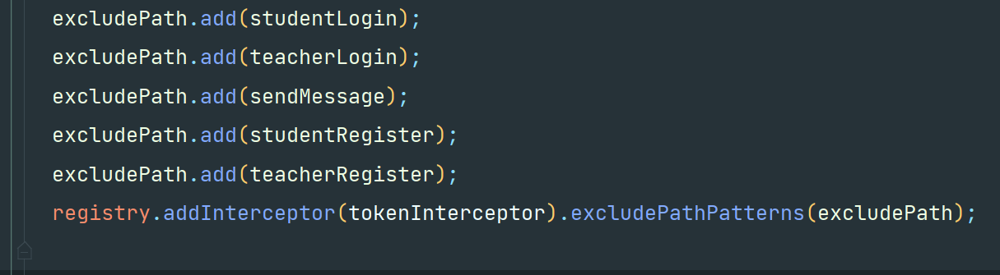 excludePath.add(studentLogin);
excludePath.add(teacherLogin);
excludePath.add(sendMessage);
excludePath.add(studentRegister);
excludePath.add(teacherRegister);
registry.addInterceptor(tokenInterceptor).excludePathPatterns(excludePath);